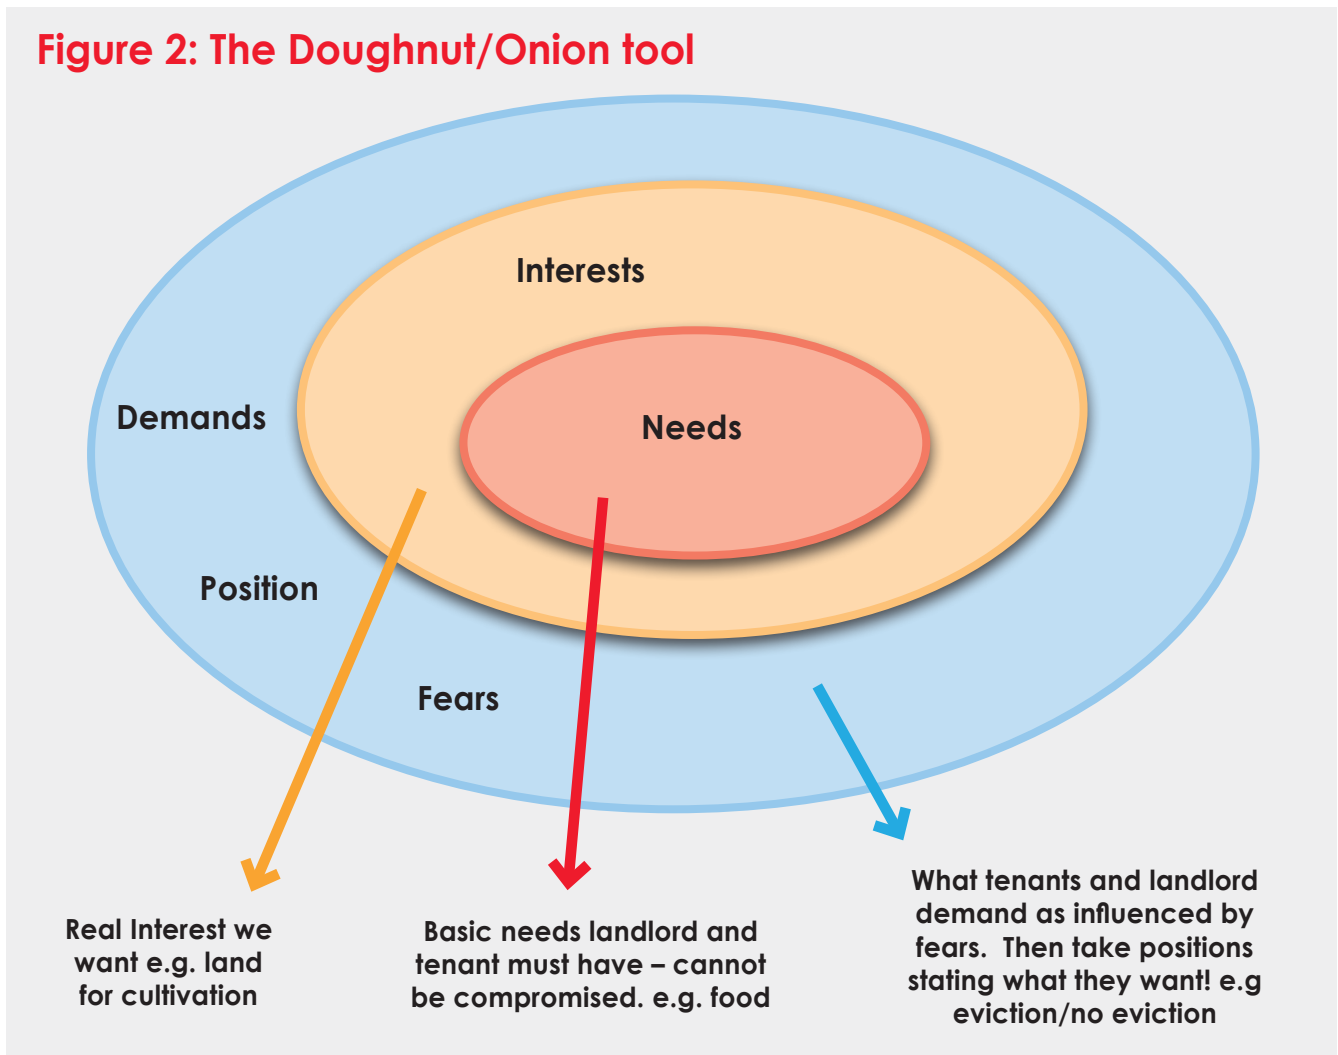 Figure 2: The Doughnut/Onion tool
Interests
Needs
Demands
Position
Fears
Real Interest we
want e.g. land
for cultivation
Basic needs landlord and
tenant must have – cannot
be compromised. e.g. food
What tenants and landlord
demand as influenced by
fears.  Then take positions
stating what they want! e.g
eviction/no eviction